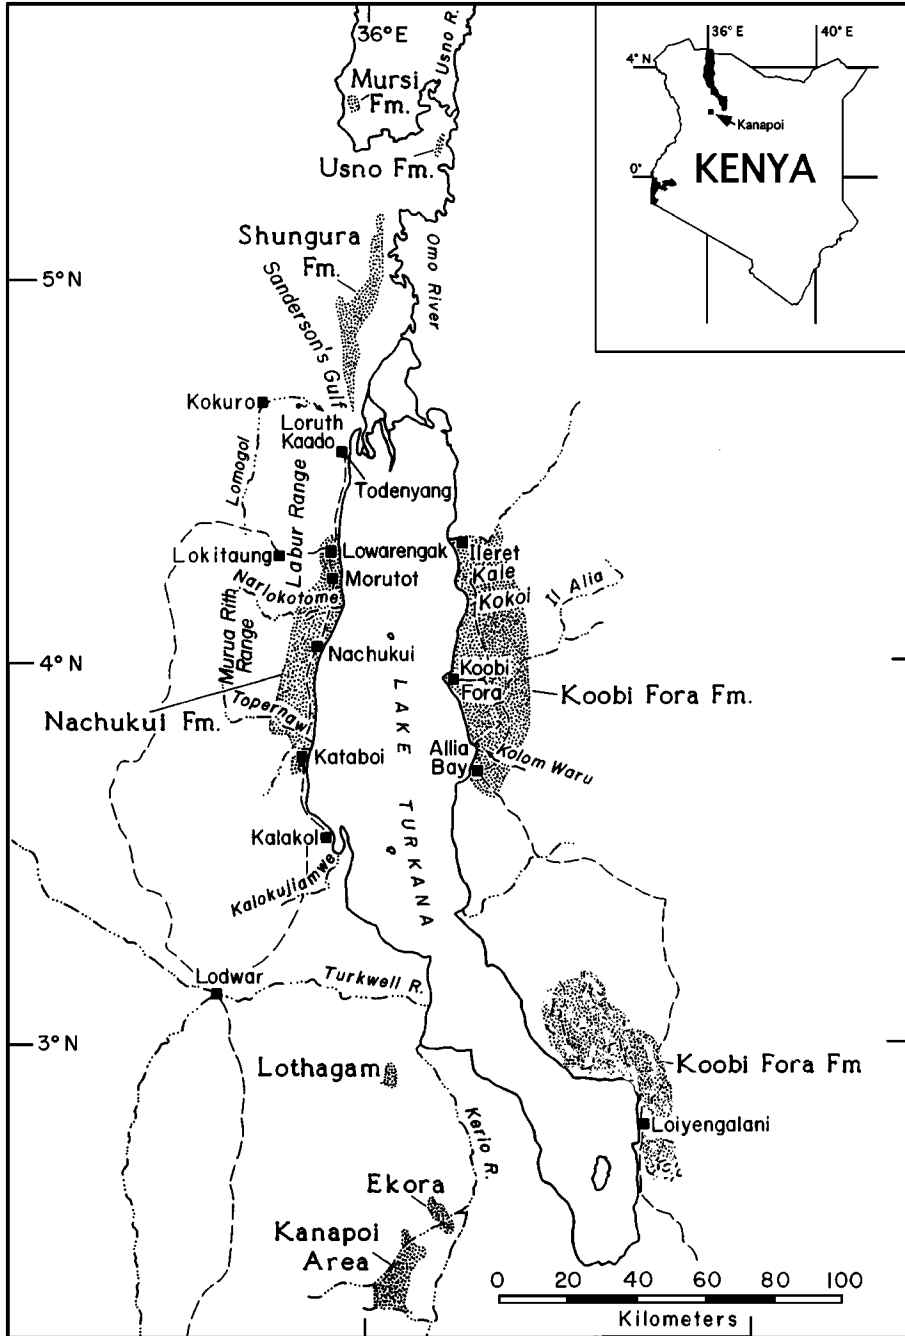 36°E
Usno R.
Mursi
Fm.
Usno Fm.
Shungura
Fm.
Sanderson's Gulf
Omo River
5°N
Kokuro
Loruth
Kaado
Lomogol
Labur Range
Todenyang
Lokitaung
Lowarengak
Morutot
Ileret
Kale
Kokoi
Il Alia
Narlokotome
Murua Rith
Range
Nachukui
4°N
Koobi
Fora
Koobi Fora Fm.
Nachukui Fm.
Topernawi
Kataboi
Allia
Bay
Kolom Waru
LAKE TURKANA
Kalakol
Kalokujiamwe
Lodwar
Turkwell R.
3°N
Lothagam
Koobi Fora Fm
Loiyengalani
Kerio R.
Ekora
Kanapoi
Area
0 20 40 60 80 100
Kilometers
36°E
40°E
4°N
Kanapoi
KENYA
0°